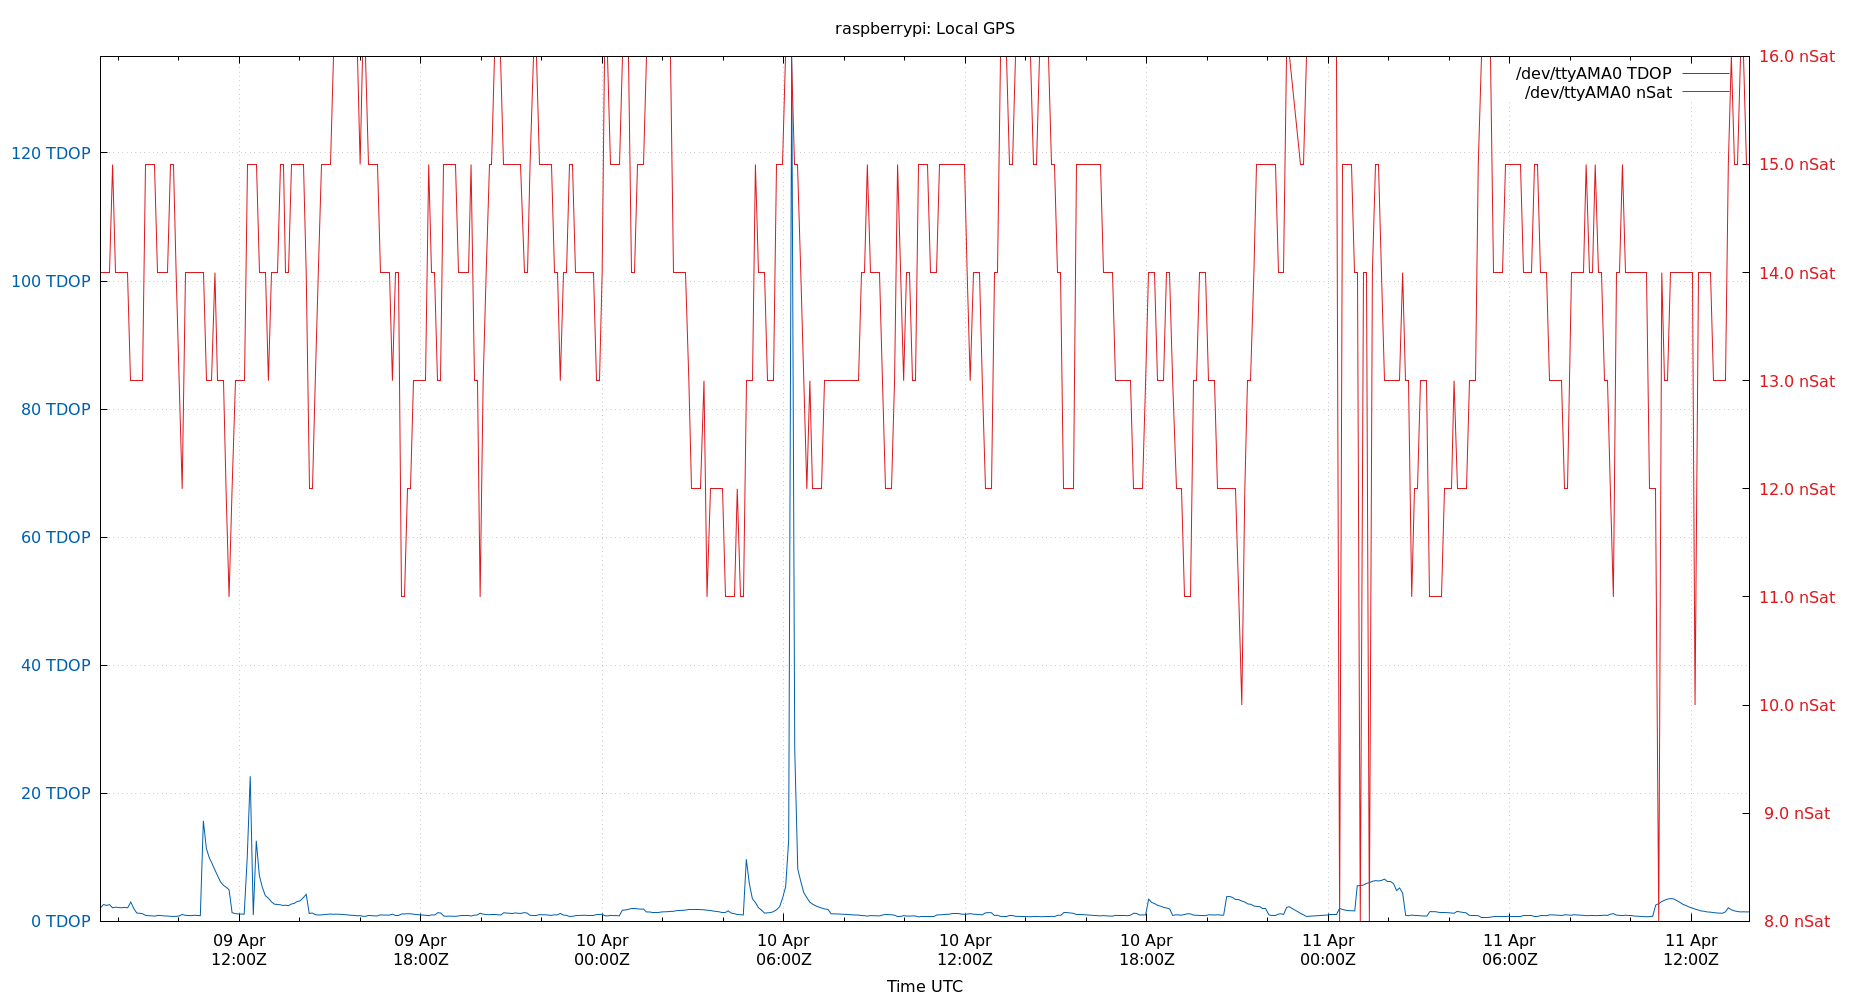 raspberrypi: Local GPS
/dev/ttyAMA0 TDOP
/dev/ttyAMA0 nSat
120 TDOP
100 TDOP
80 TDOP
60 TDOP
40 TDOP
20 TDOP
0 TDOP
16.0 nSat
15.0 nSat
14.0 nSat
13.0 nSat
12.0 nSat
11.0 nSat
10.0 nSat
9.0 nSat
8.0 nSat
09 Apr
12:00Z
09 Apr
18:00Z
10 Apr
00:00Z
10 Apr
06:00Z
10 Apr
12:00Z
10 Apr
18:00Z
11 Apr
00:00Z
11 Apr
06:00Z
11 Apr
12:00Z
Time UTC